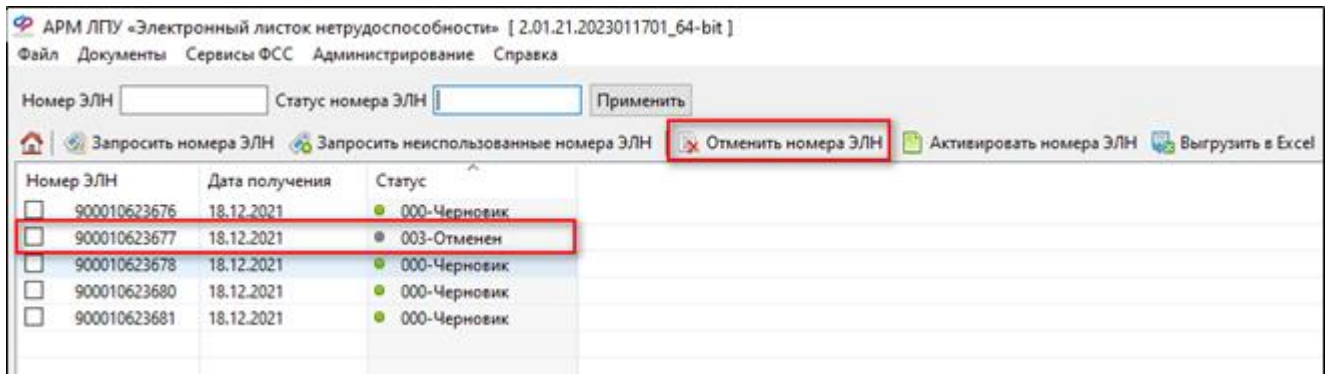 АРМ ЛПУ «Электронный листок нетрудоспособности» [ 2.01.21.2023011701_64-bit ]
Файл Документы Сервисы ФСС Администрирование Справка
Номер ЭЛН Статус номера ЭЛН Применить
Запросить номера ЭЛН Запросить неиспользованные номера ЭЛН Отменить номера ЭЛН Активировать номера ЭЛН Выгрузить в Excel
Номер ЭЛН Дата получения Статус
900010623676 18.12.2021 000-Черновик
900010623677 18.12.2021 003-Отменен
900010623678 18.12.2021 000-Черновик
900010623680 18.12.2021 000-Черновик
900010623681 18.12.2021 000-Черновик